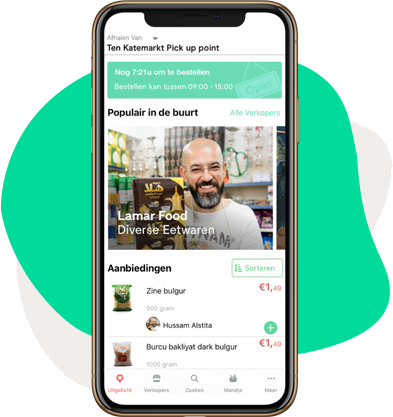 Afhalen Van
Ten Katemarkt Pick up point
Nog 7:21u om te bestellen
Bestellen kan tussen 09:00 - 15:00
Open
Populair in de buurt
Alle Verkopers
Lamar Food
Diverse Eetwaren
Aanbiedingen
Sorteren
Zine bulgur
€1,49
900 gram
Hussam Alstita
Burcu bakliyat dark bulgur
€1,49
1000 gram
Uitgelicht
Verkopers
Zoeken
Mandje
Meer